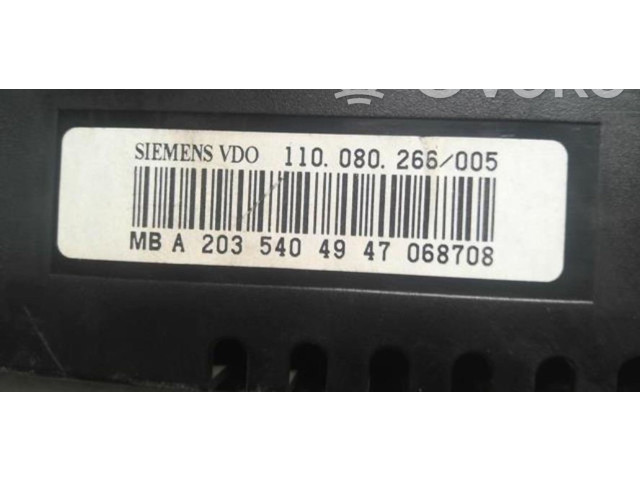 SIEMENS VDO 110.080.266/005
MB A 203 540 49 47 068708